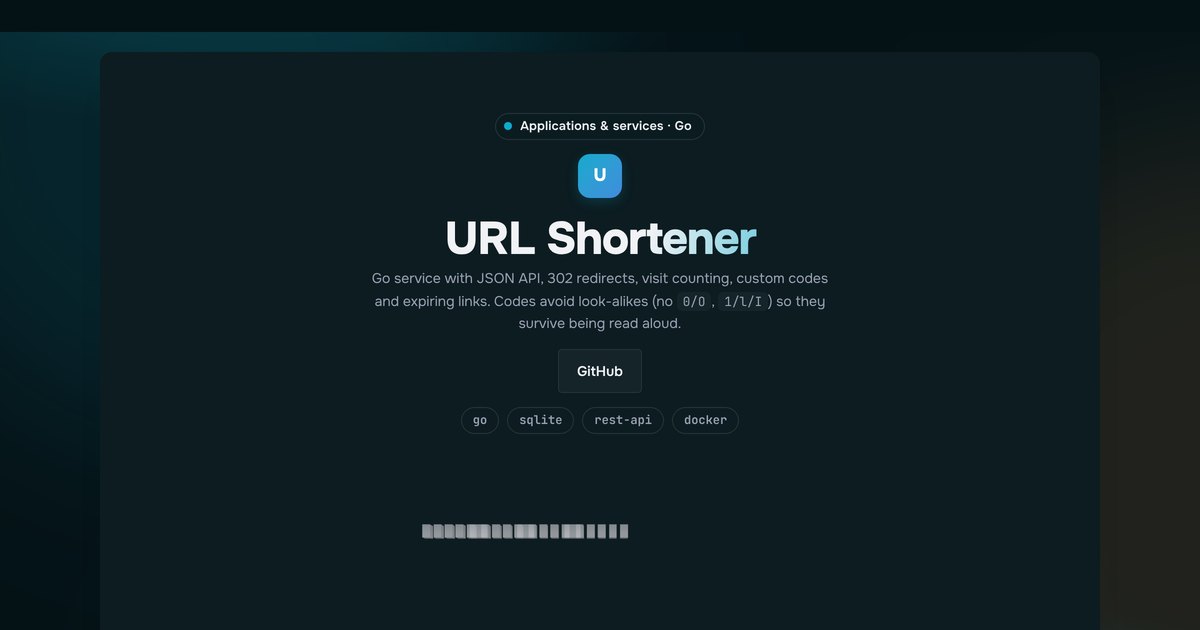 Applications & services · Go
U
URL Shortener
Go service with JSON API, 302 redirects, visit counting, custom codes
and expiring links. Codes avoid look-alikes (no 0/O, 1/l/I) so they
survive being read aloud.
GitHub
go sqlite rest-api docker